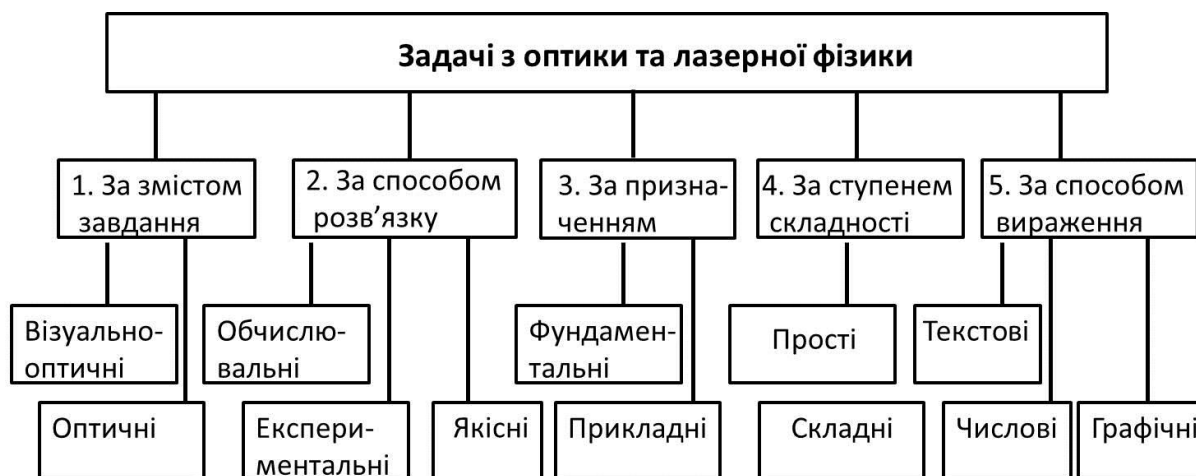 Задачі з оптики та лазерної фізики
1. За змістом
завдання
2. За способом
розв’язку
3. За призна-
ченням
4. За ступенем
складності
5. За способом
вираження
Візуально-
оптичні
Обчислю-
вальні
Фундамен-
тальні
Прості
Текстові
Оптичні
Експери-
ментальні
Якісні
Прикладні
Складні
Числові
Графічні